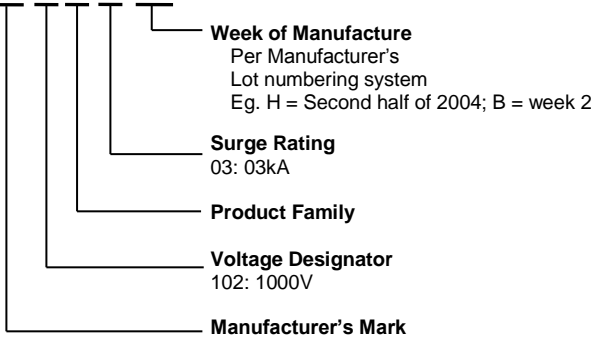 Week of Manufacture
Per Manufacturer's
Lot numbering system
Eg. H = Second half of 2004; B = week 2
Surge Rating
03: 03kA
Product Family
Voltage Designator
102: 1000V
Manufacturer's Mark